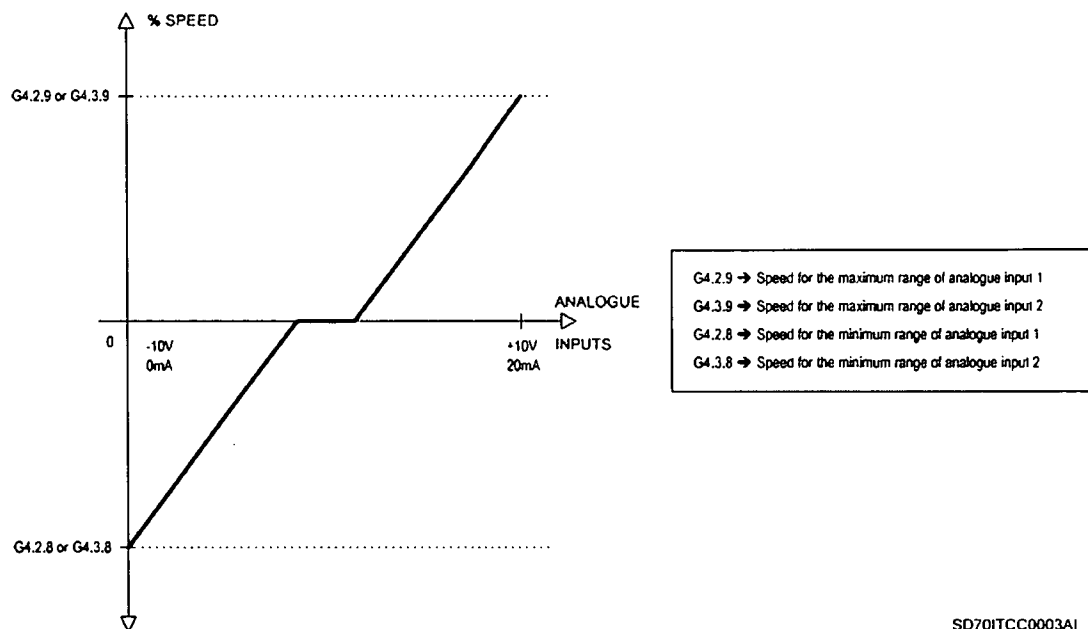 % SPEED
G4.2.9 or G4.3.9
ANALOGUE
INPUTS
0
-10V
0mA
+10V
20mA
G4.2.8 or G4.3.8
G4.2.9 → Speed for the maximum range of analogue input 1
G4.3.9 → Speed for the maximum range of analogue input 2
G4.2.8 → Speed for the minimum range of analogue input 1
G4.3.8 → Speed for the minimum range of analogue input 2
SD70ITCC0003AI